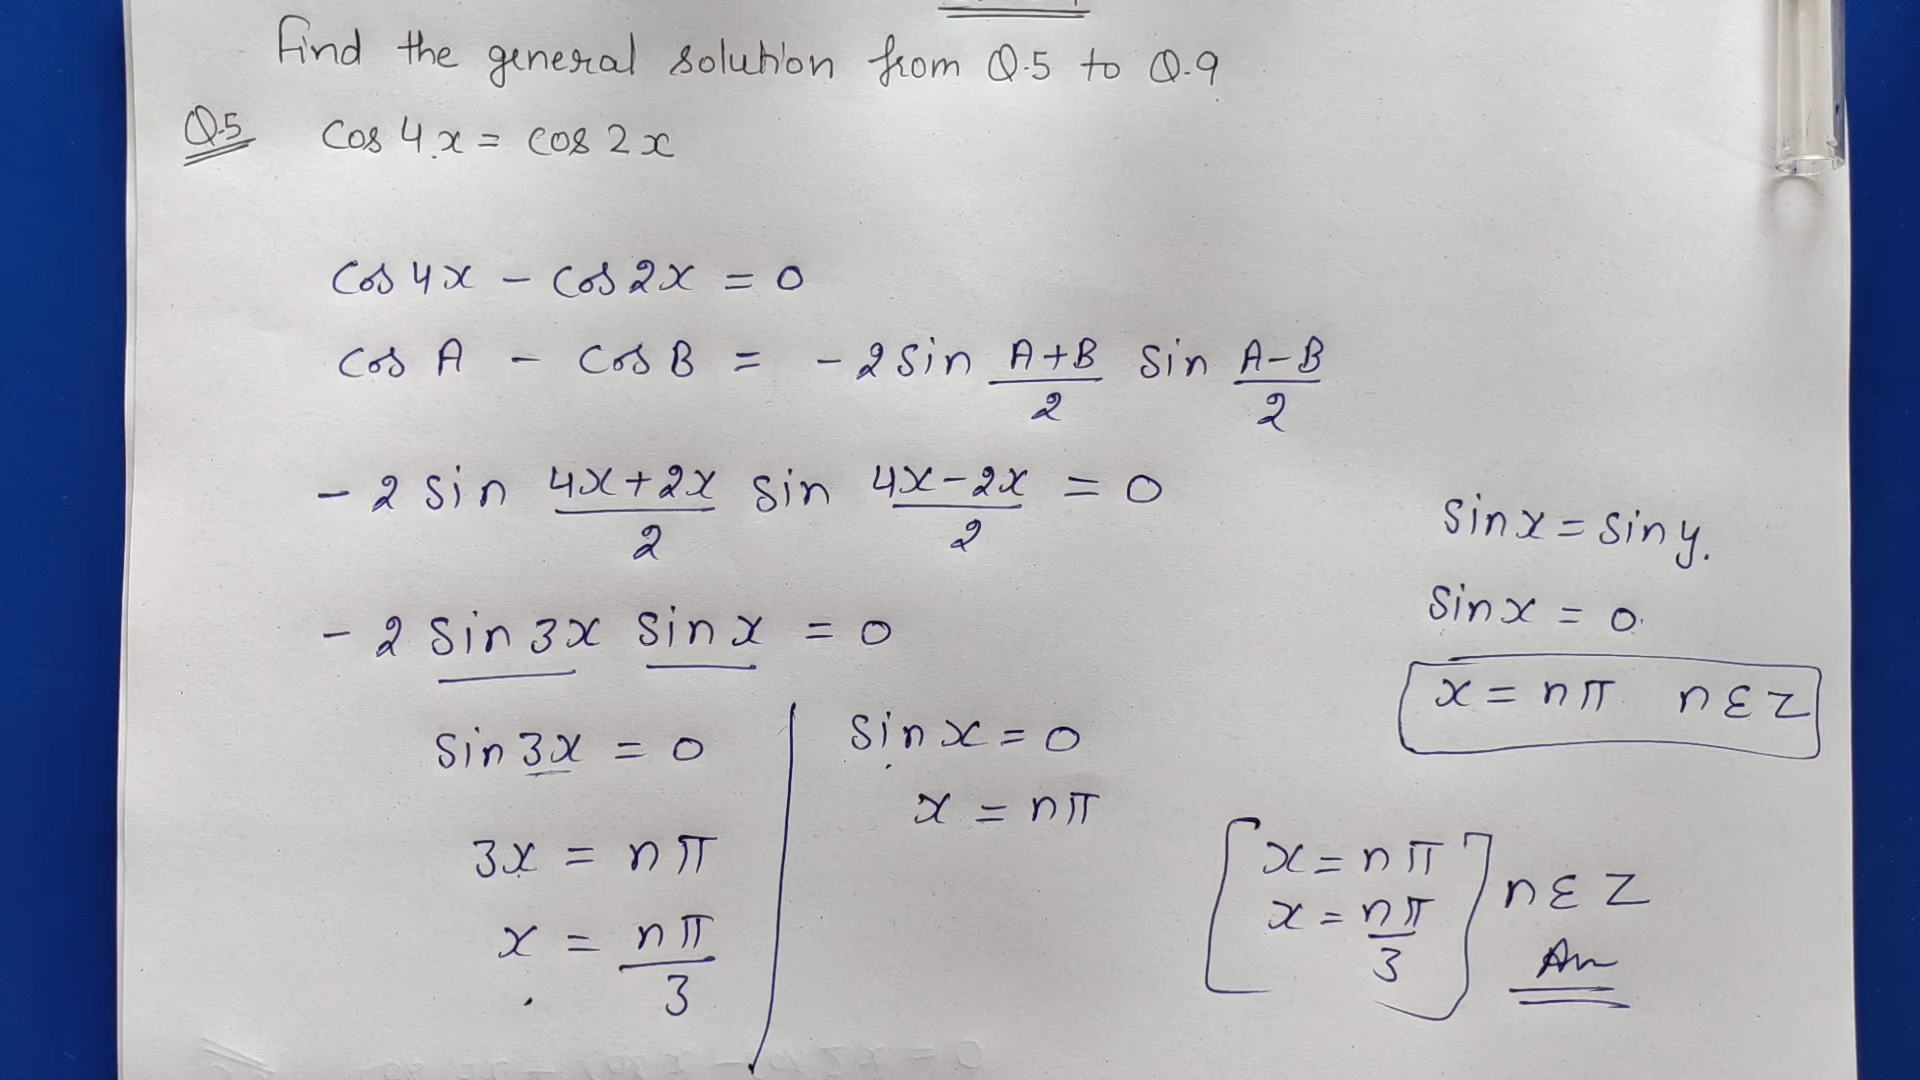 Find the general solution from Q.5 to Q.9
Q.5 cos 4x = cos 2x
cos 4x - cos 2x = 0
cos A - cos B = - 2 sin A+B/2 sin A-B/2
- 2 sin 4x+2x/2 sin 4x-2x/2 = 0
- 2 sin 3x sin x = 0
sin 3x = 0
3x = nπ
x = nπ/3
sin x = 0
x = nπ
sin x = sin y.
sin x = 0.
x = nπ n ε Z
x = nπ
x = nπ/3
n ε Z
An